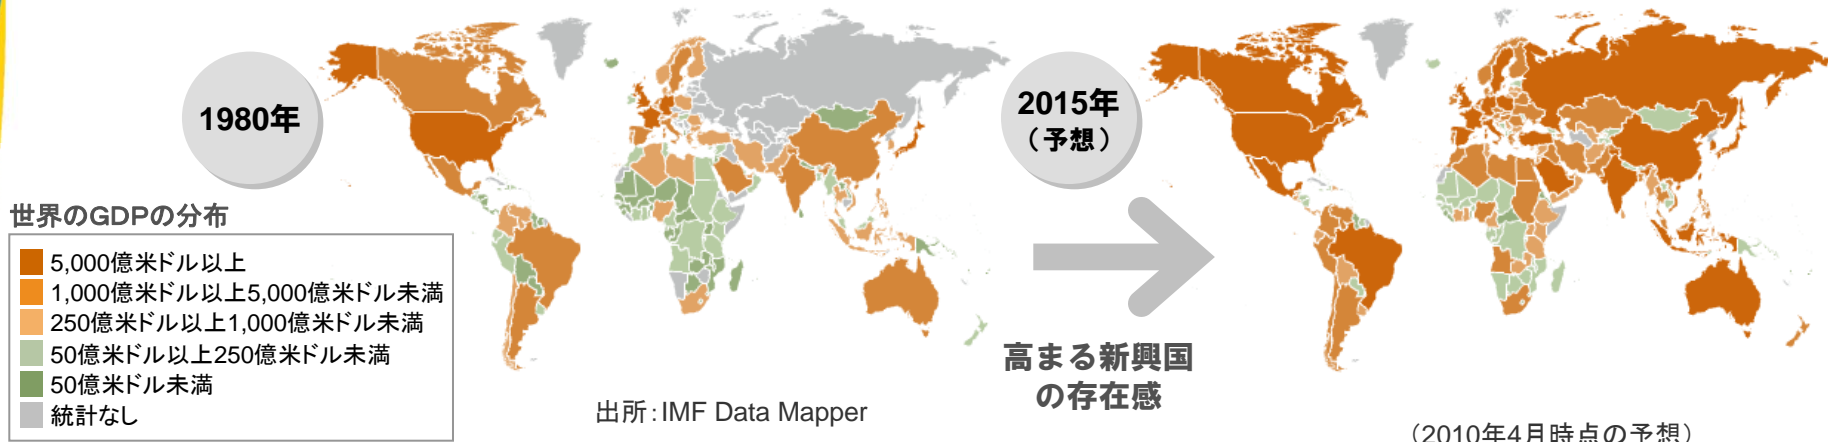 1980年
2015年
（予想）
世界のGDPの分布
5,000億米ドル以上
1,000億米ドル以上5,000億米ドル未満
250億米ドル以上1,000億米ドル未満
50億米ドル以上250億米ドル未満
50億米ドル未満
統計なし
出所：IMF Data Mapper
高まる新興国
の存在感
（2010年4月時点の予想）